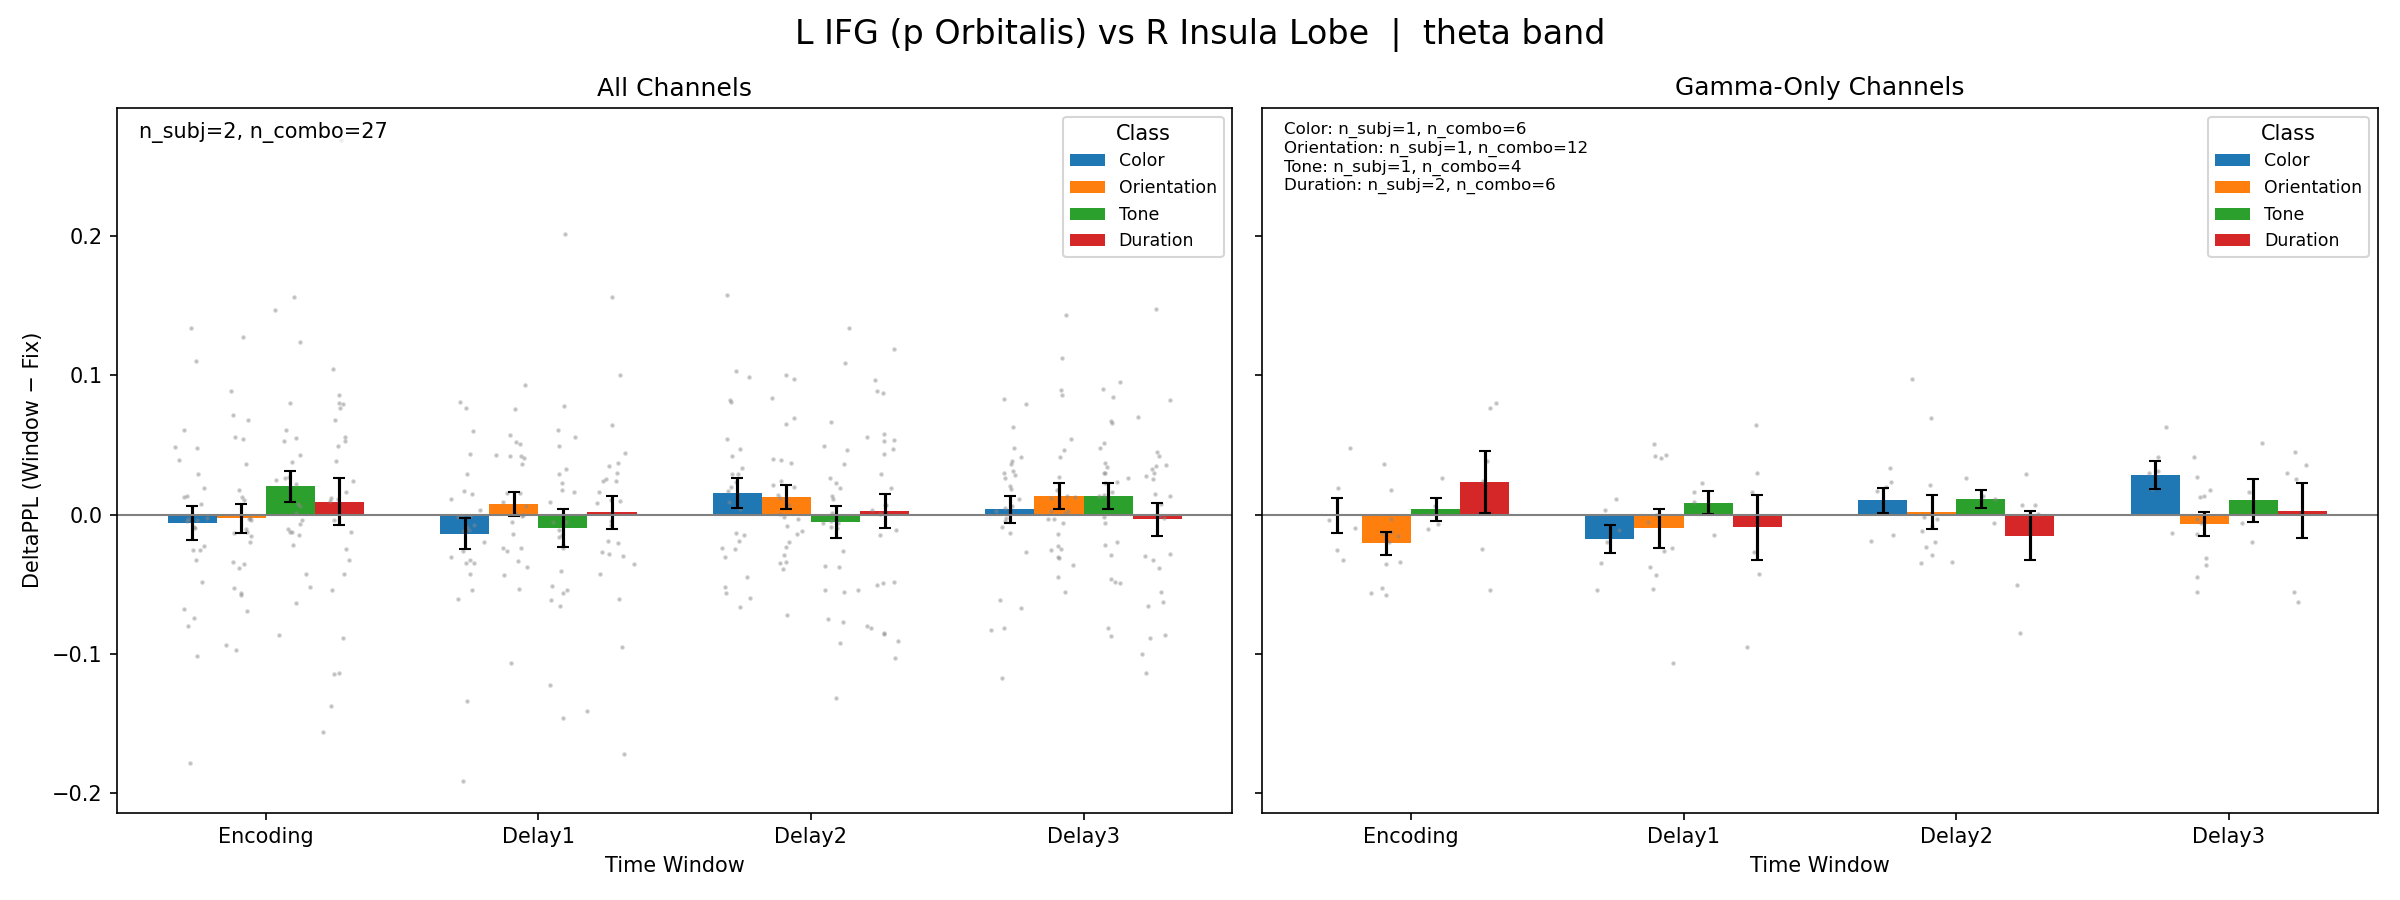 L IFG (p Orbitalis) vs R Insula Lobe | theta band
All Channels
n_subj=2, n_combo=27
Class
Color
Orientation
Tone
Duration
DeltaPPL (Window − Fix)
0.2
0.1
0.0
−0.1
−0.2
Encoding
Delay1
Delay2
Delay3
Time Window
Gamma-Only Channels
Color: n_subj=1, n_combo=6
Orientation: n_subj=1, n_combo=12
Tone: n_subj=1, n_combo=4
Duration: n_subj=2, n_combo=6
Class
Color
Orientation
Tone
Duration
Encoding
Delay1
Delay2
Delay3
Time Window